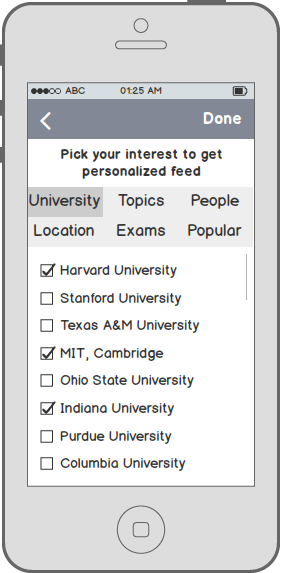 ABC 01:25 AM
Done
Pick your interest to get
personalized feed
University Topics People
Location Exams Popular
Harvard University
Stanford University
Texas A&M University
MIT, Cambridge
Ohio State University
Indiana University
Purdue University
Columbia University